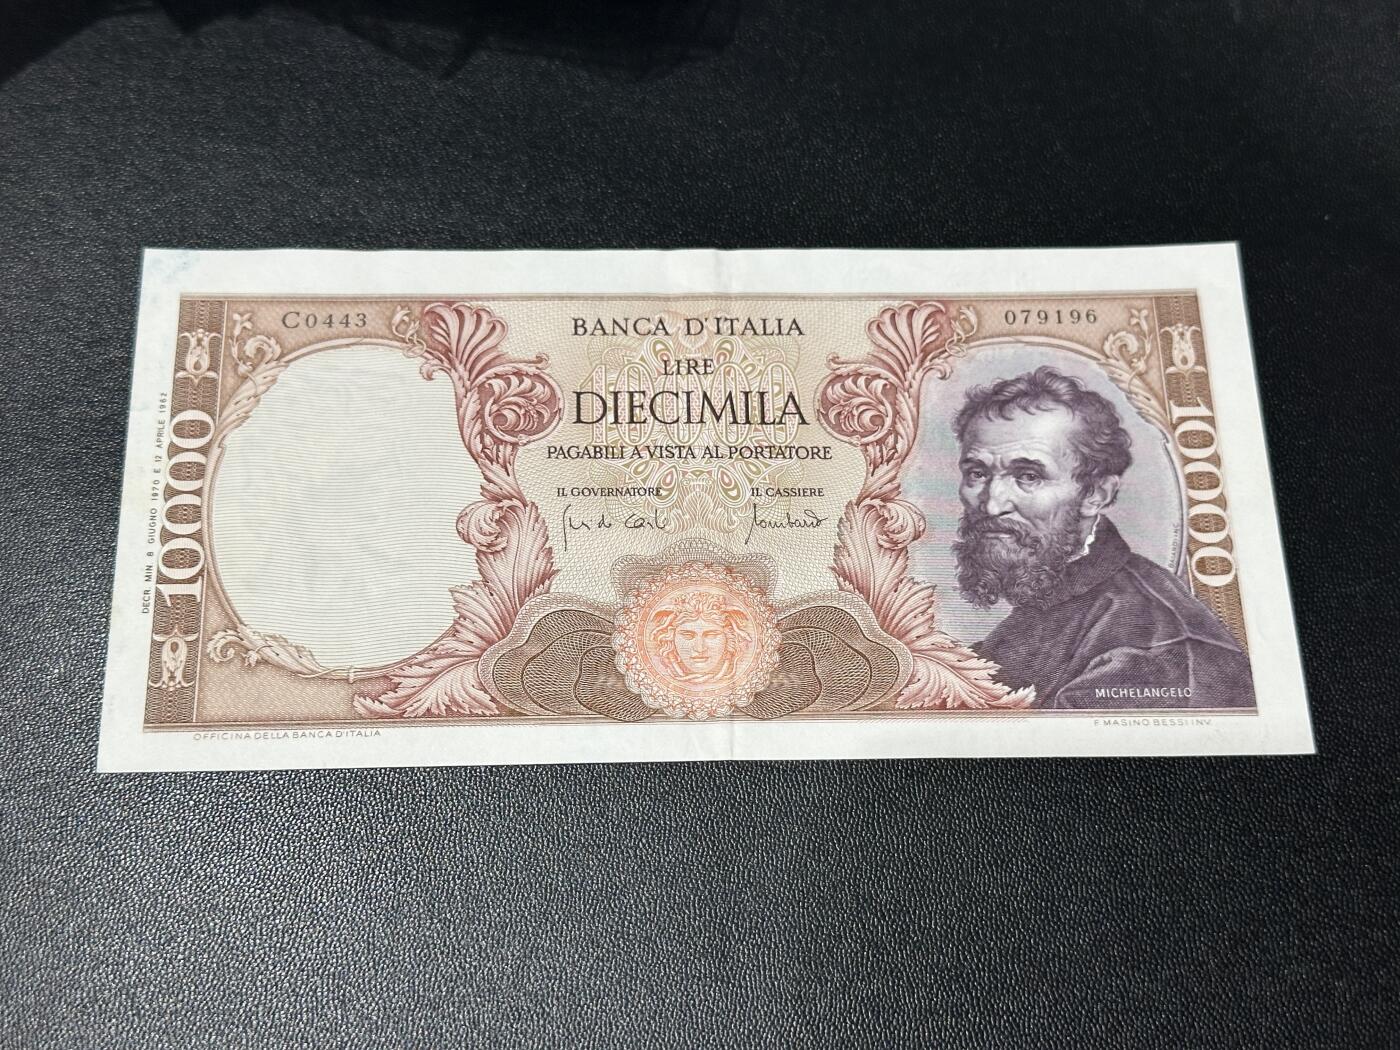 C0443
079196
BANCA D'ITALIA
LIRE
10000
DIECIMILA
PAGABILI A VISTA AL PORTATORE
IL GOVERNATORE
IL CASSIERE
10000
10000
DECR. MIN. 8 GIUGNO 1970 E 12 APRILE 1962
MICHELANGELO
OFFICINA DELLA BANCA D'ITALIA
F. MASINO BESSI INV.